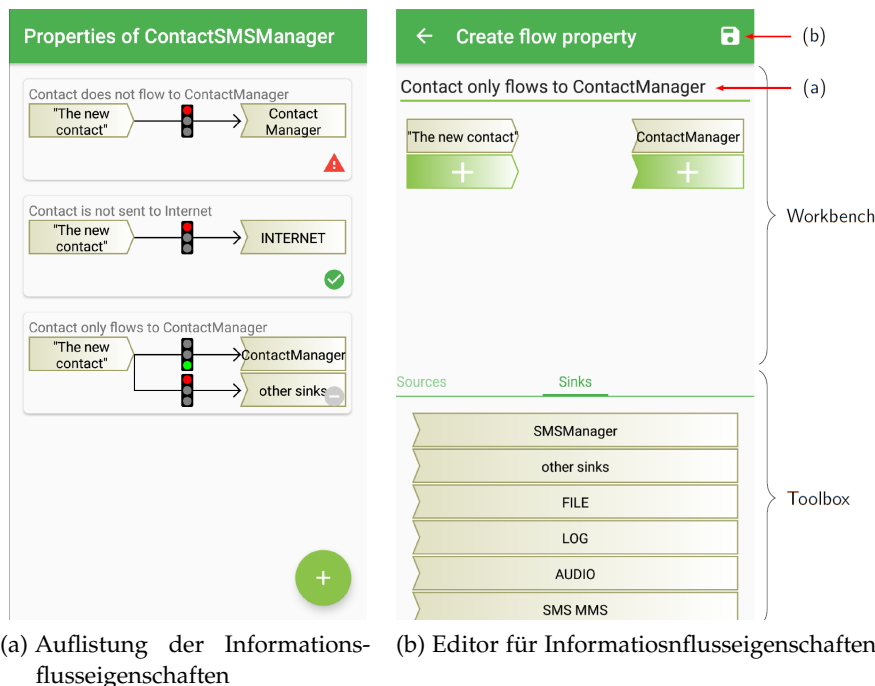 Properties of ContactSMSManager
Contact does not flow to ContactManager
"The new
contact"
Contact
Manager
Contact is not sent to Internet
"The new
contact"
INTERNET
Contact only flows to ContactManager
"The new
contact"
ContactManager
other sinks
+
(a) Auflistung der Informations-
flusseigenschaften
Create flow property
(b)
Contact only flows to ContactManager
(a)
"The new contact"
ContactManager
+
+
Workbench
Sources
Sinks
SMSManager
other sinks
FILE
LOG
AUDIO
SMS MMS
Toolbox
(b) Editor für Informatiosnflusseigenschaften